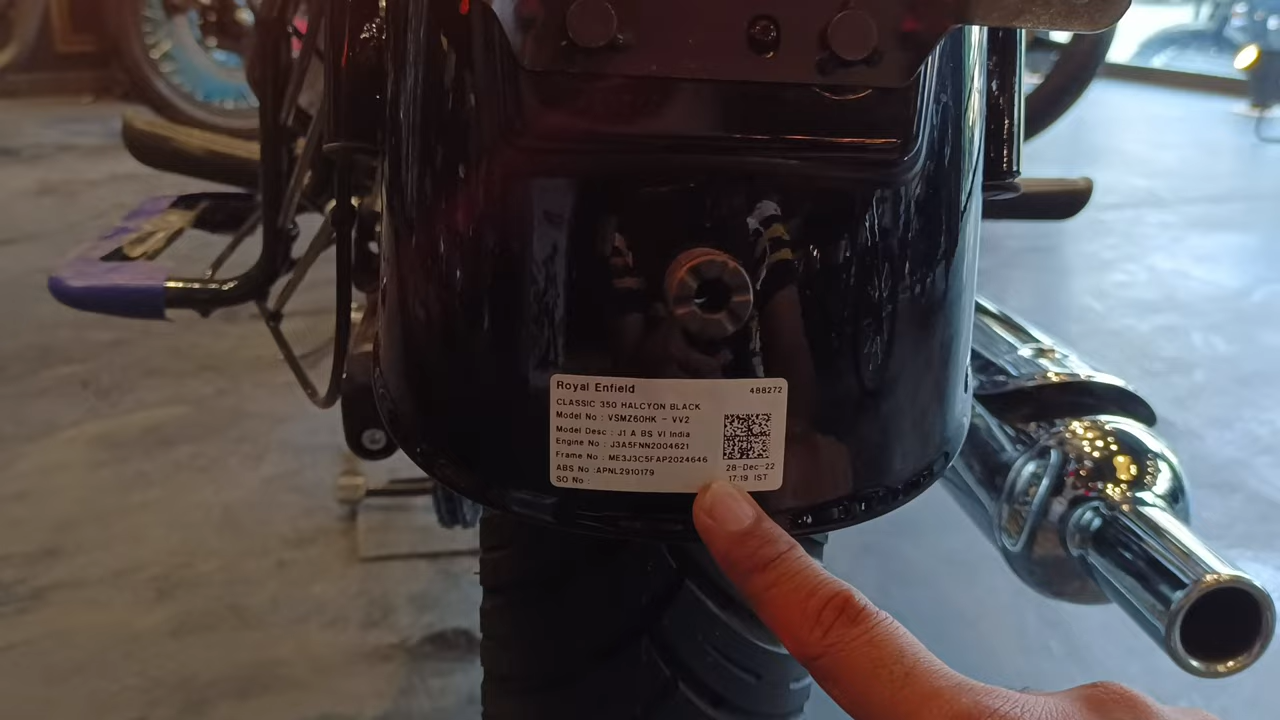 Royal Enfield 488272
CLASSIC 350 HALCYON BLACK
Model No : VSMZ60HK - VV2
Model Desc : J1 A BS VI India
Engine No : J3A5FNN2004621
Frame No : ME3J3C5FAP2024646
ABS No :APNL2910179
SO No :
28-Dec-22
17:19 IST